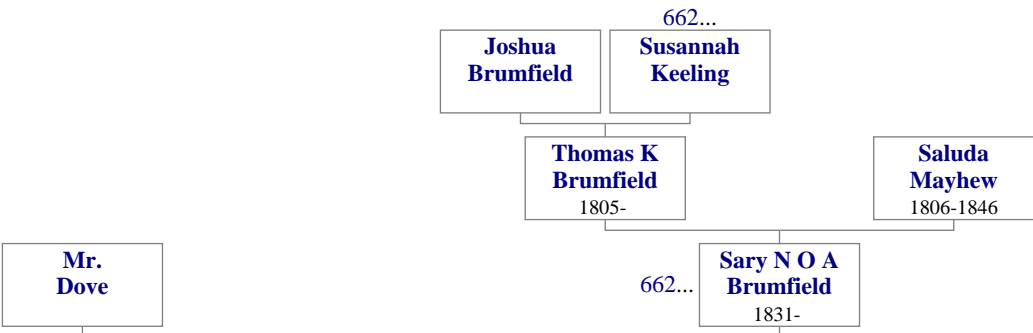 662...
Joshua
Brumfield
Susannah
Keeling
Thomas K
Brumfield
1805-
Saluda
Mayhew
1806-1846
Mr.
Dove
662...
Sary N O A
Brumfield
1831-